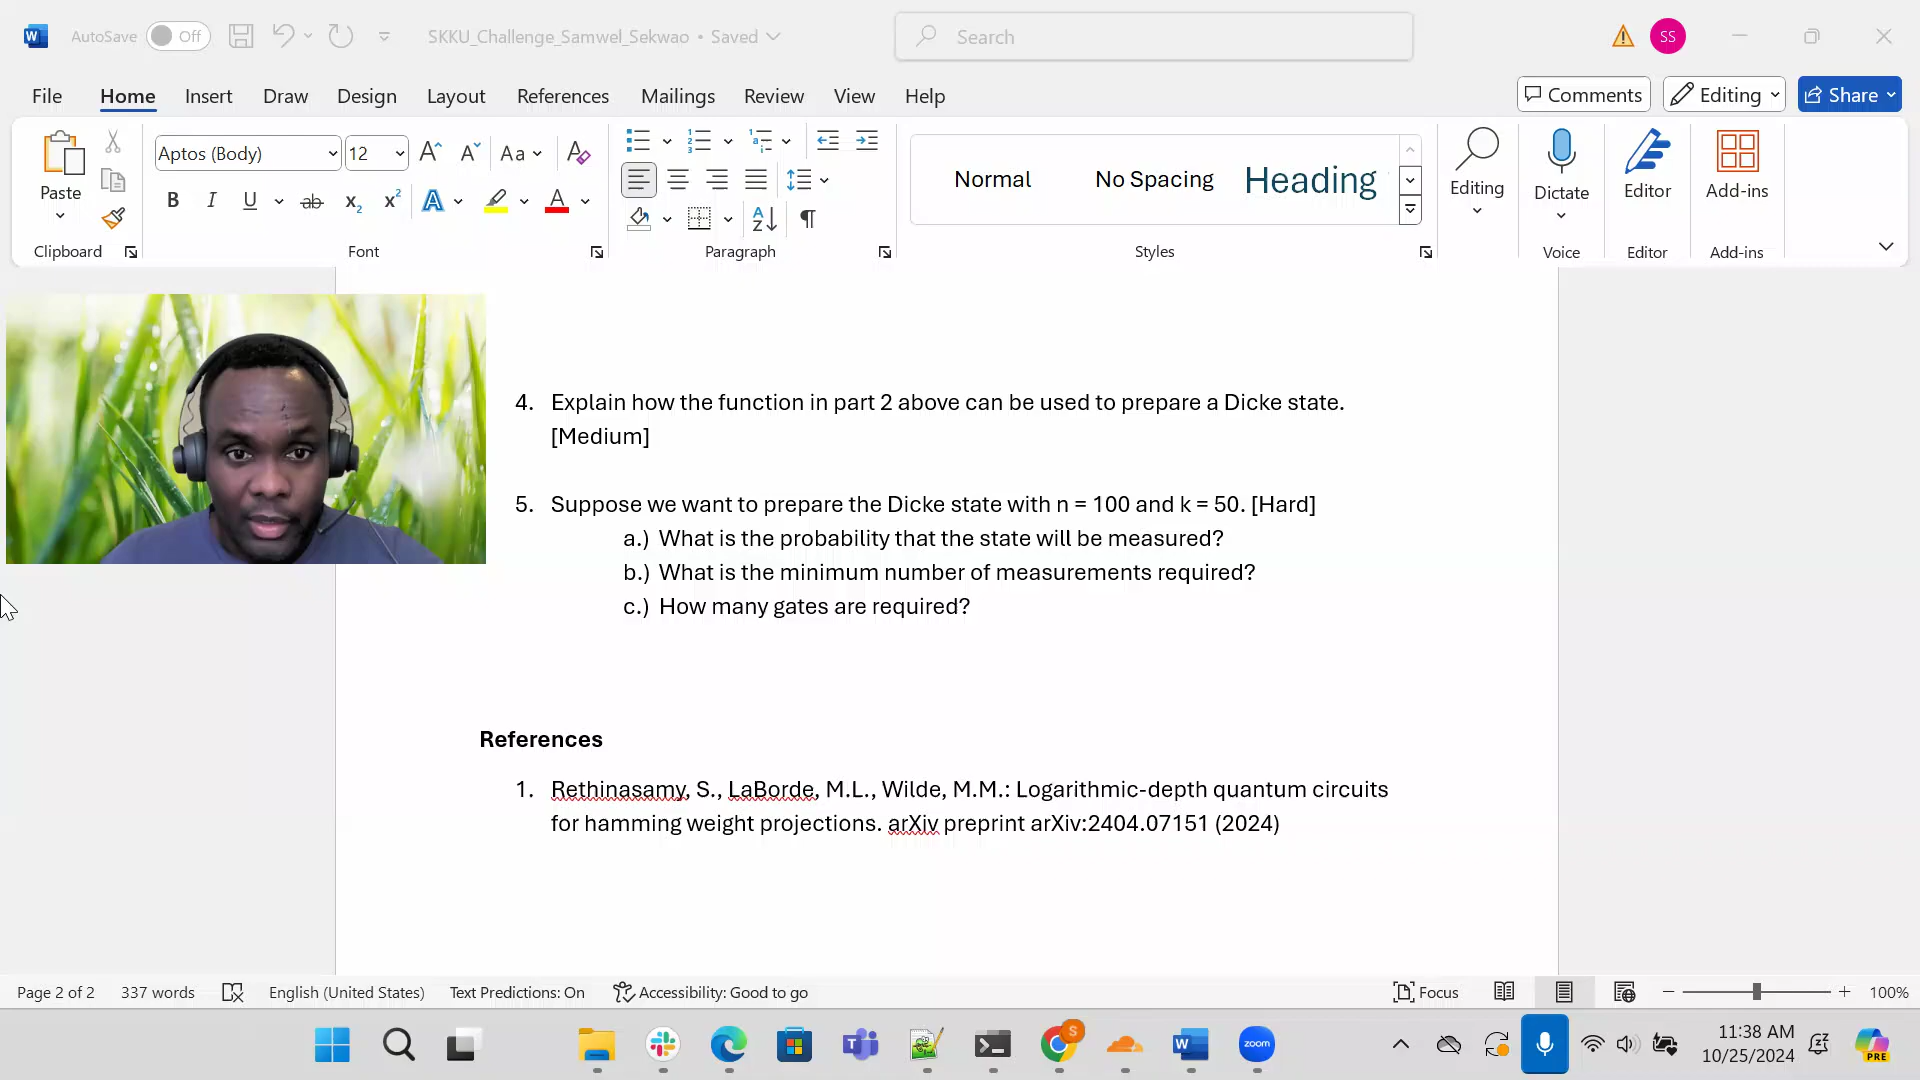 AutoSave Off SKKU_Challenge_Samwel_Sekwao • Saved Search SS
File Home Insert Draw Design Layout References Mailings Review View Help Comments Editing Share
Aptos (Body) 12 Aa
Paste
B I U ab x₂ x² A A
Normal No Spacing Heading
Editing Dictate Editor Add-ins
Clipboard Font Paragraph Styles Voice Editor Add-ins
4. Explain how the function in part 2 above can be used to prepare a Dicke state.
[Medium]
5. Suppose we want to prepare the Dicke state with n = 100 and k = 50. [Hard]
a.) What is the probability that the state will be measured?
b.) What is the minimum number of measurements required?
c.) How many gates are required?
References
1. Rethinasamy, S., LaBorde, M.L., Wilde, M.M.: Logarithmic-depth quantum circuits
for hamming weight projections. arXiv preprint arXiv:2404.07151 (2024)
Page 2 of 2 337 words English (United States) Text Predictions: On Accessibility: Good to go Focus 100%
zoom 11:38 AM
10/25/2024
PRE